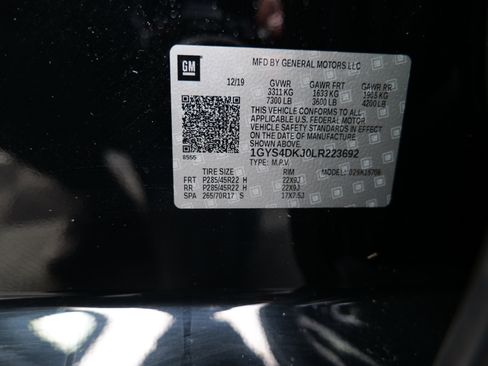 GM
MFD BY GENERAL MOTORS LLC
12/19 GVWR GAWR FRT GAWR RR
3311 KG 1633 KG 1905 KG
7300 LB 3600 LB 4200 LB
THIS VEHICLE CONFORMS TO ALL
APPLICABLE U.S. FEDERAL MOTOR
VEHICLE SAFETY STANDARDS IN EFFECT
ON THE DATE OF MANUFACTURE
SHOWN ABOVE.
1GYS4DKJ0LR223692
8555 TYPE: M.P.V.
TIRE SIZE RIM MODEL:
FRT P285/45R22 H 22X9J
RR P285/45R22 H 22X9J
SPA 265/70R17 S 17X7.5J